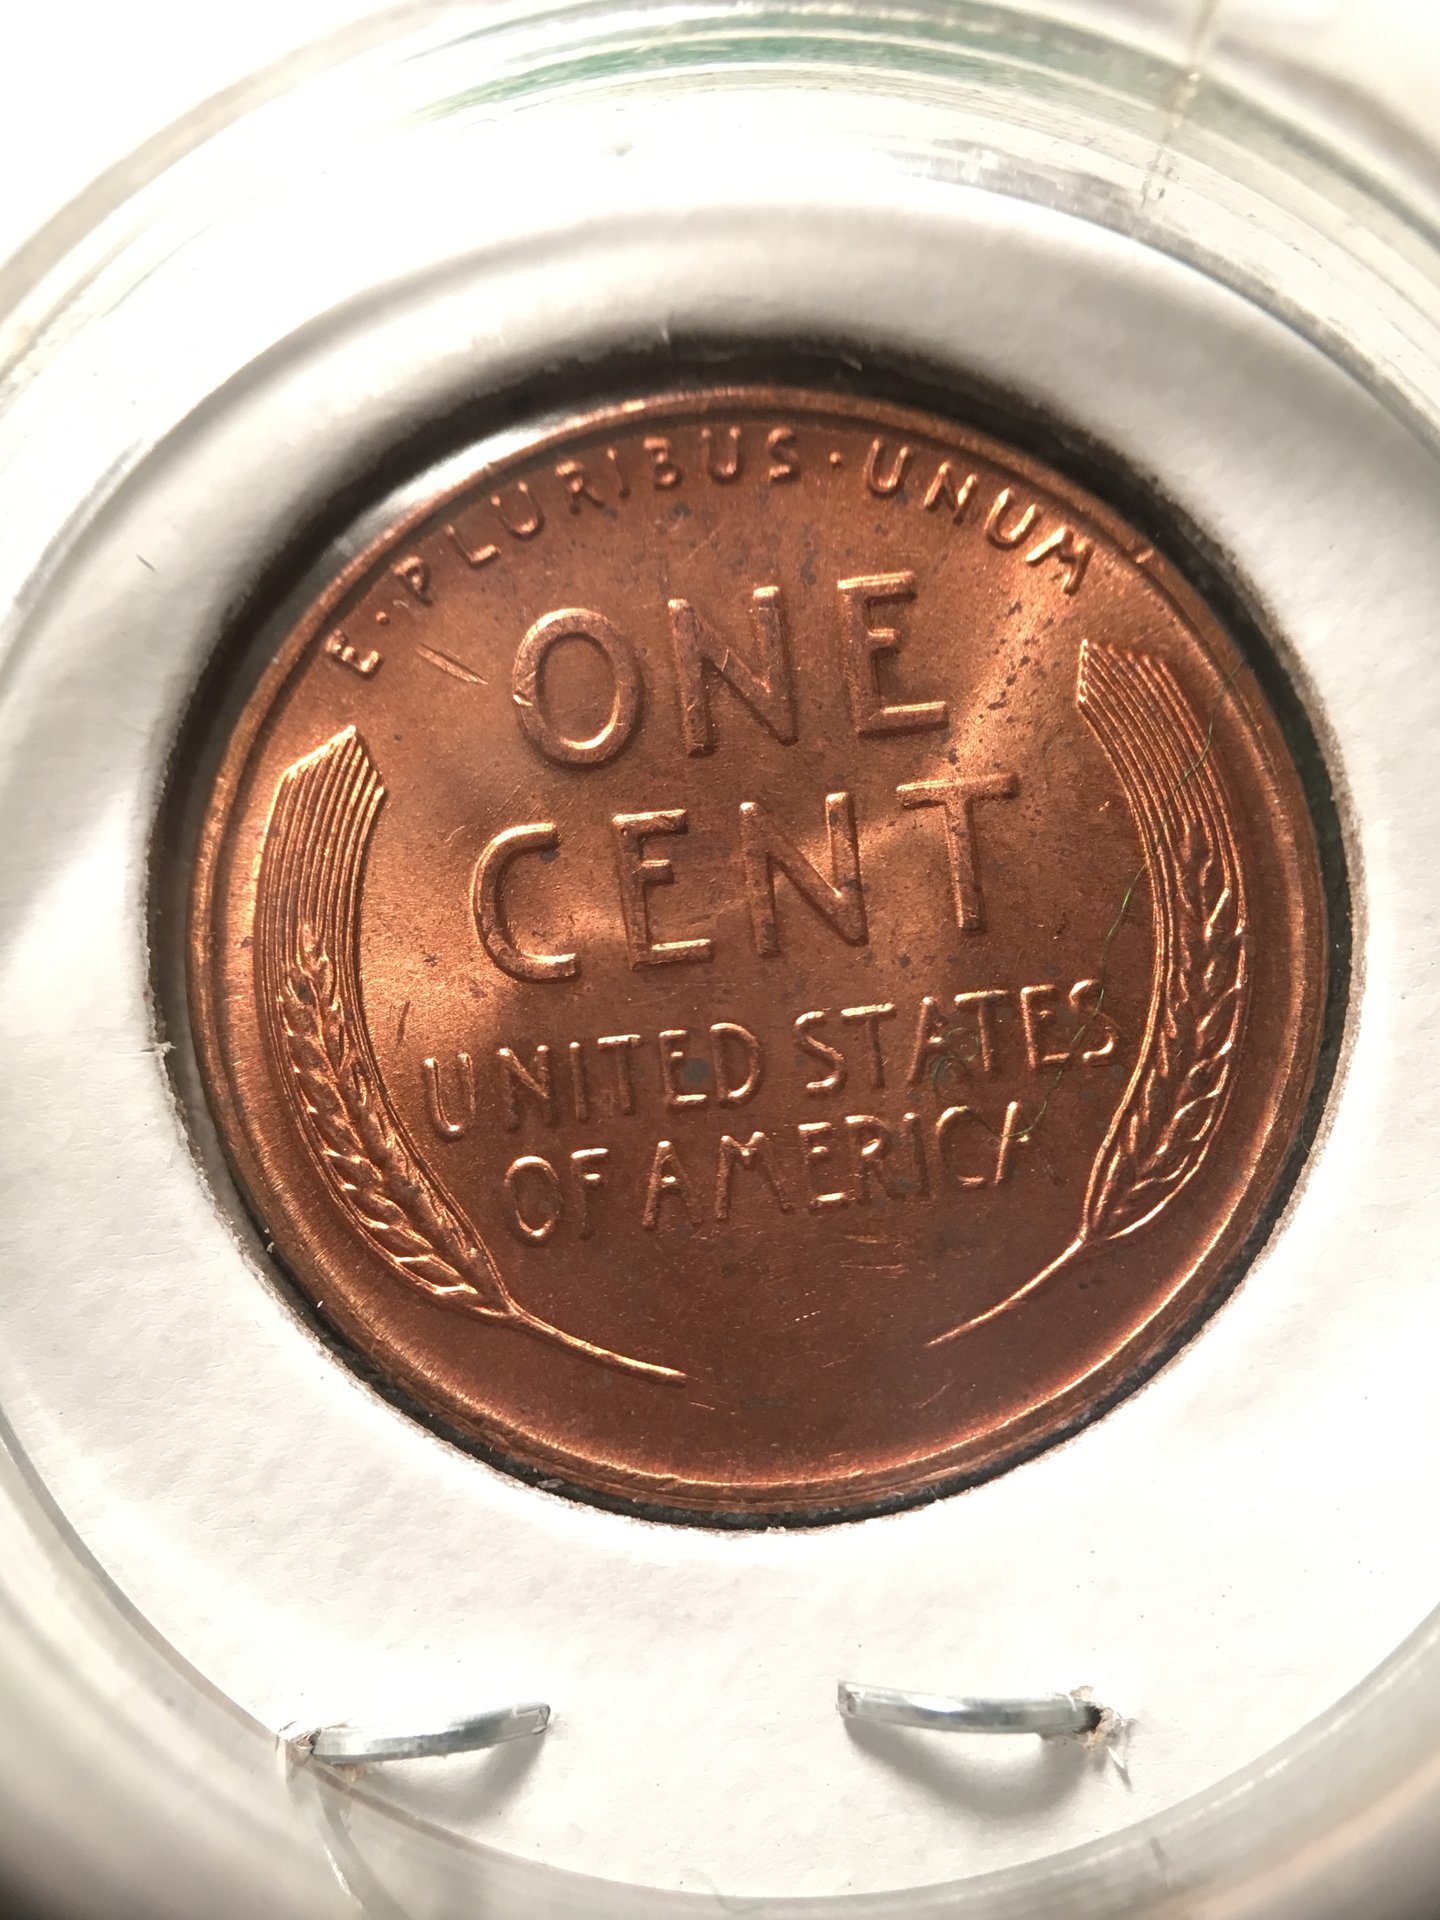 E·PLURIBUS·UNUM
ONE
CENT
UNITED STATES
OF AMERICA